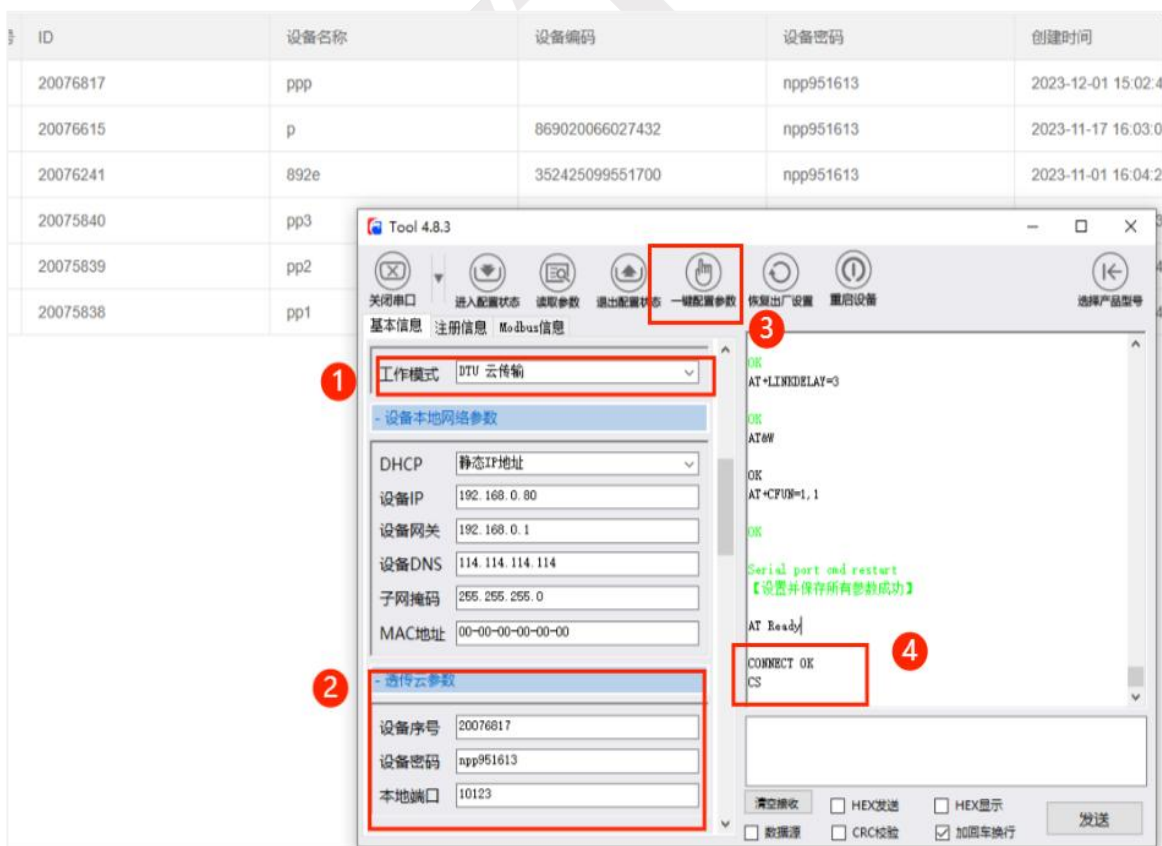 ID 设备名称 设备编码 设备密码 创建时间
20076817 ppp npp951613 2023-12-01 15:02:4
20076615 p 869020066027432 npp951613 2023-11-17 16:03:0
20076241 892e 352425099551700 npp951613 2023-11-01 16:04:2
20075840 pp3
20075839 pp2
20075838 pp1
Tool 4.8.3
关闭串口 进入配置状态 读取参数 退出配置状态 一键配置参数 恢复出厂设置 重启设备 选择产品型号
基本信息 注册信息 Modbus信息
3
1
工作模式 DTU 云传输
- 设备本地网络参数
DHCP 静态IP地址
设备IP 192.168.0.80
设备网关 192.168.0.1
设备DNS 114.114.114.114
子网掩码 255.255.255.0
MAC地址 00-00-00-00-00-00
2
- 透传云参数
设备序号 20076817
设备密码 npp951613
本地端口 10123
OK
AT+LINKDELAY=3
OK
AT&W
OK
AT+CFUN=1,1
OK
Serial port cmd restart
【设置并保存所有参数成功】
AT Ready
4
CONNECT OK
CS
清空接收 HEX发送 HEX显示 发送
数据源 CRC校验 加回车换行